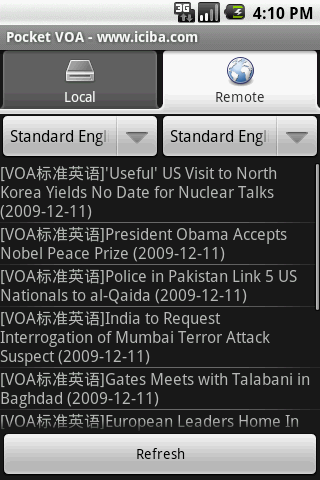 3G
4:10 PM
Pocket VOA - www.iciba.com
Local
Remote
Standard Engl
Standard Engl
[VOA标准英语]'Useful' US Visit to North
Korea Yields No Date for Nuclear Talks
(2009-12-11)
[VOA标准英语]President Obama Accepts
Nobel Peace Prize (2009-12-11)
[VOA标准英语]Police in Pakistan Link 5 US
Nationals to al-Qaida (2009-12-11)
[VOA标准英语]India to Request
Interrogation of Mumbai Terror Attack
Suspect (2009-12-11)
[VOA标准英语]Gates Meets with Talabani in
Baghdad (2009-12-11)
[VOA标准英语]European Leaders Home In
Refresh